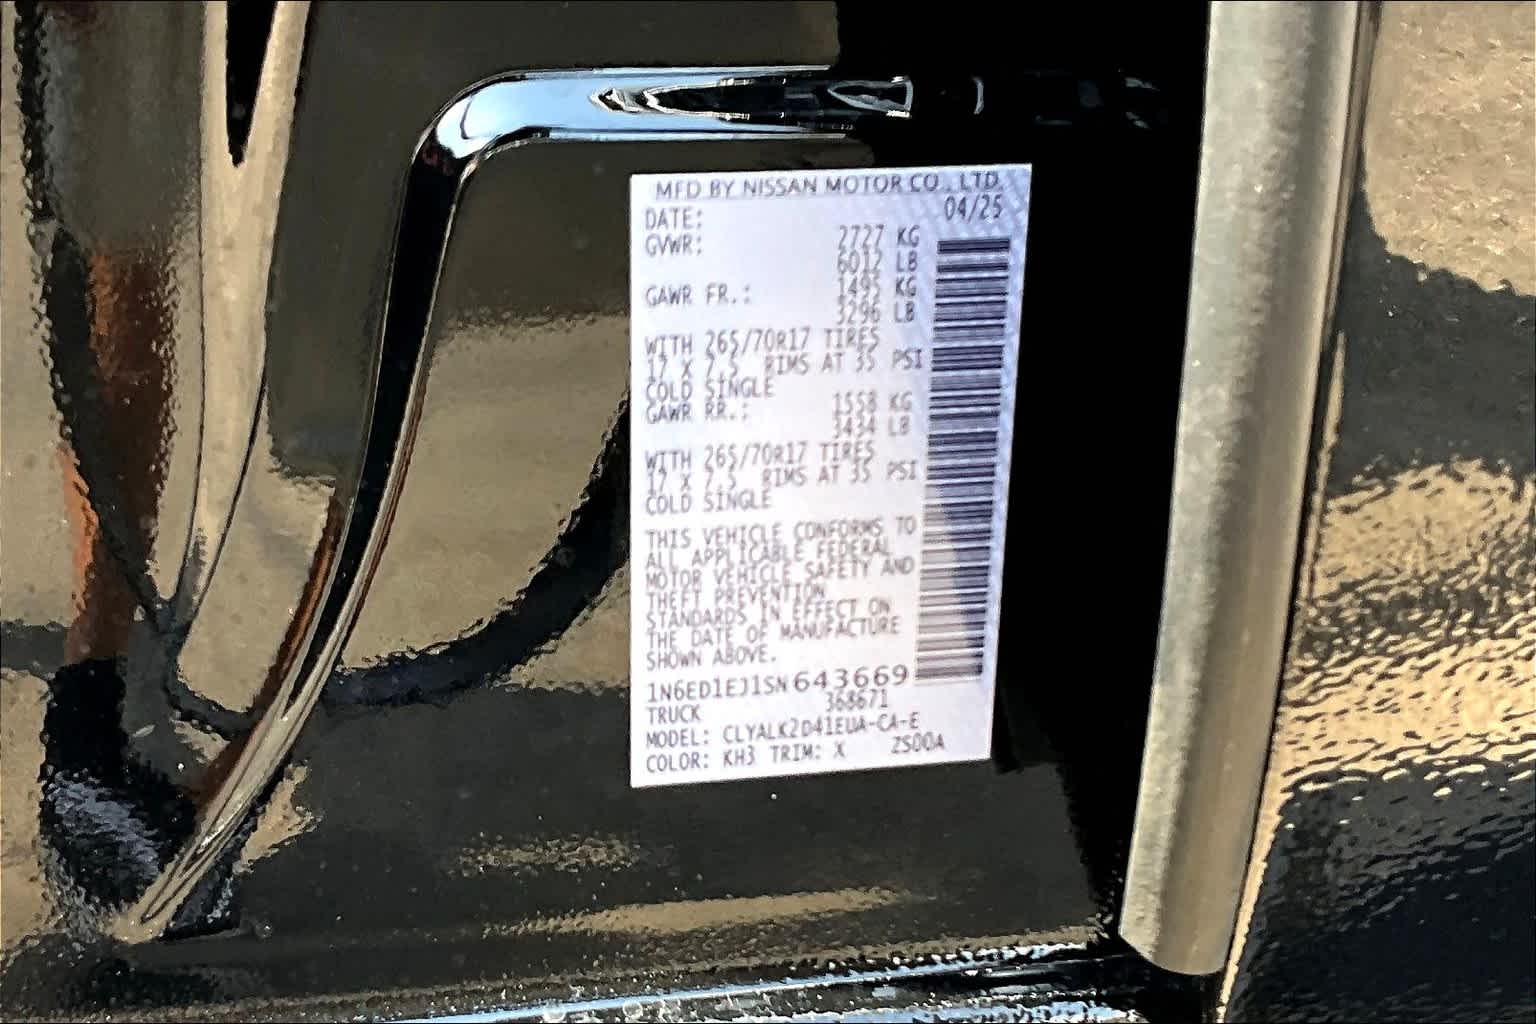 MFD BY NISSAN MOTOR CO., LTD.
DATE: 04/25
GVWR: 2727 KG
6012 LB
GAWR FR.: 1495 KG
3296 LB
WITH 265/70R17 TIRES
17 X 7.5 RIMS AT 35 PSI
COLD SINGLE
GAWR RR.: 1558 KG
3434 LB
WITH 265/70R17 TIRES
17 X 7.5 RIMS AT 35 PSI
COLD SINGLE
THIS VEHICLE CONFORMS TO
ALL APPLICABLE FEDERAL
MOTOR VEHICLE SAFETY AND
THEFT PREVENTION
STANDARDS IN EFFECT ON
THE DATE OF MANUFACTURE
SHOWN ABOVE.
1N6ED1EJ1SN643669
TRUCK 368671
MODEL: CLYALK2D41EUA-CA-E
COLOR: KH3 TRIM: X 2S00A